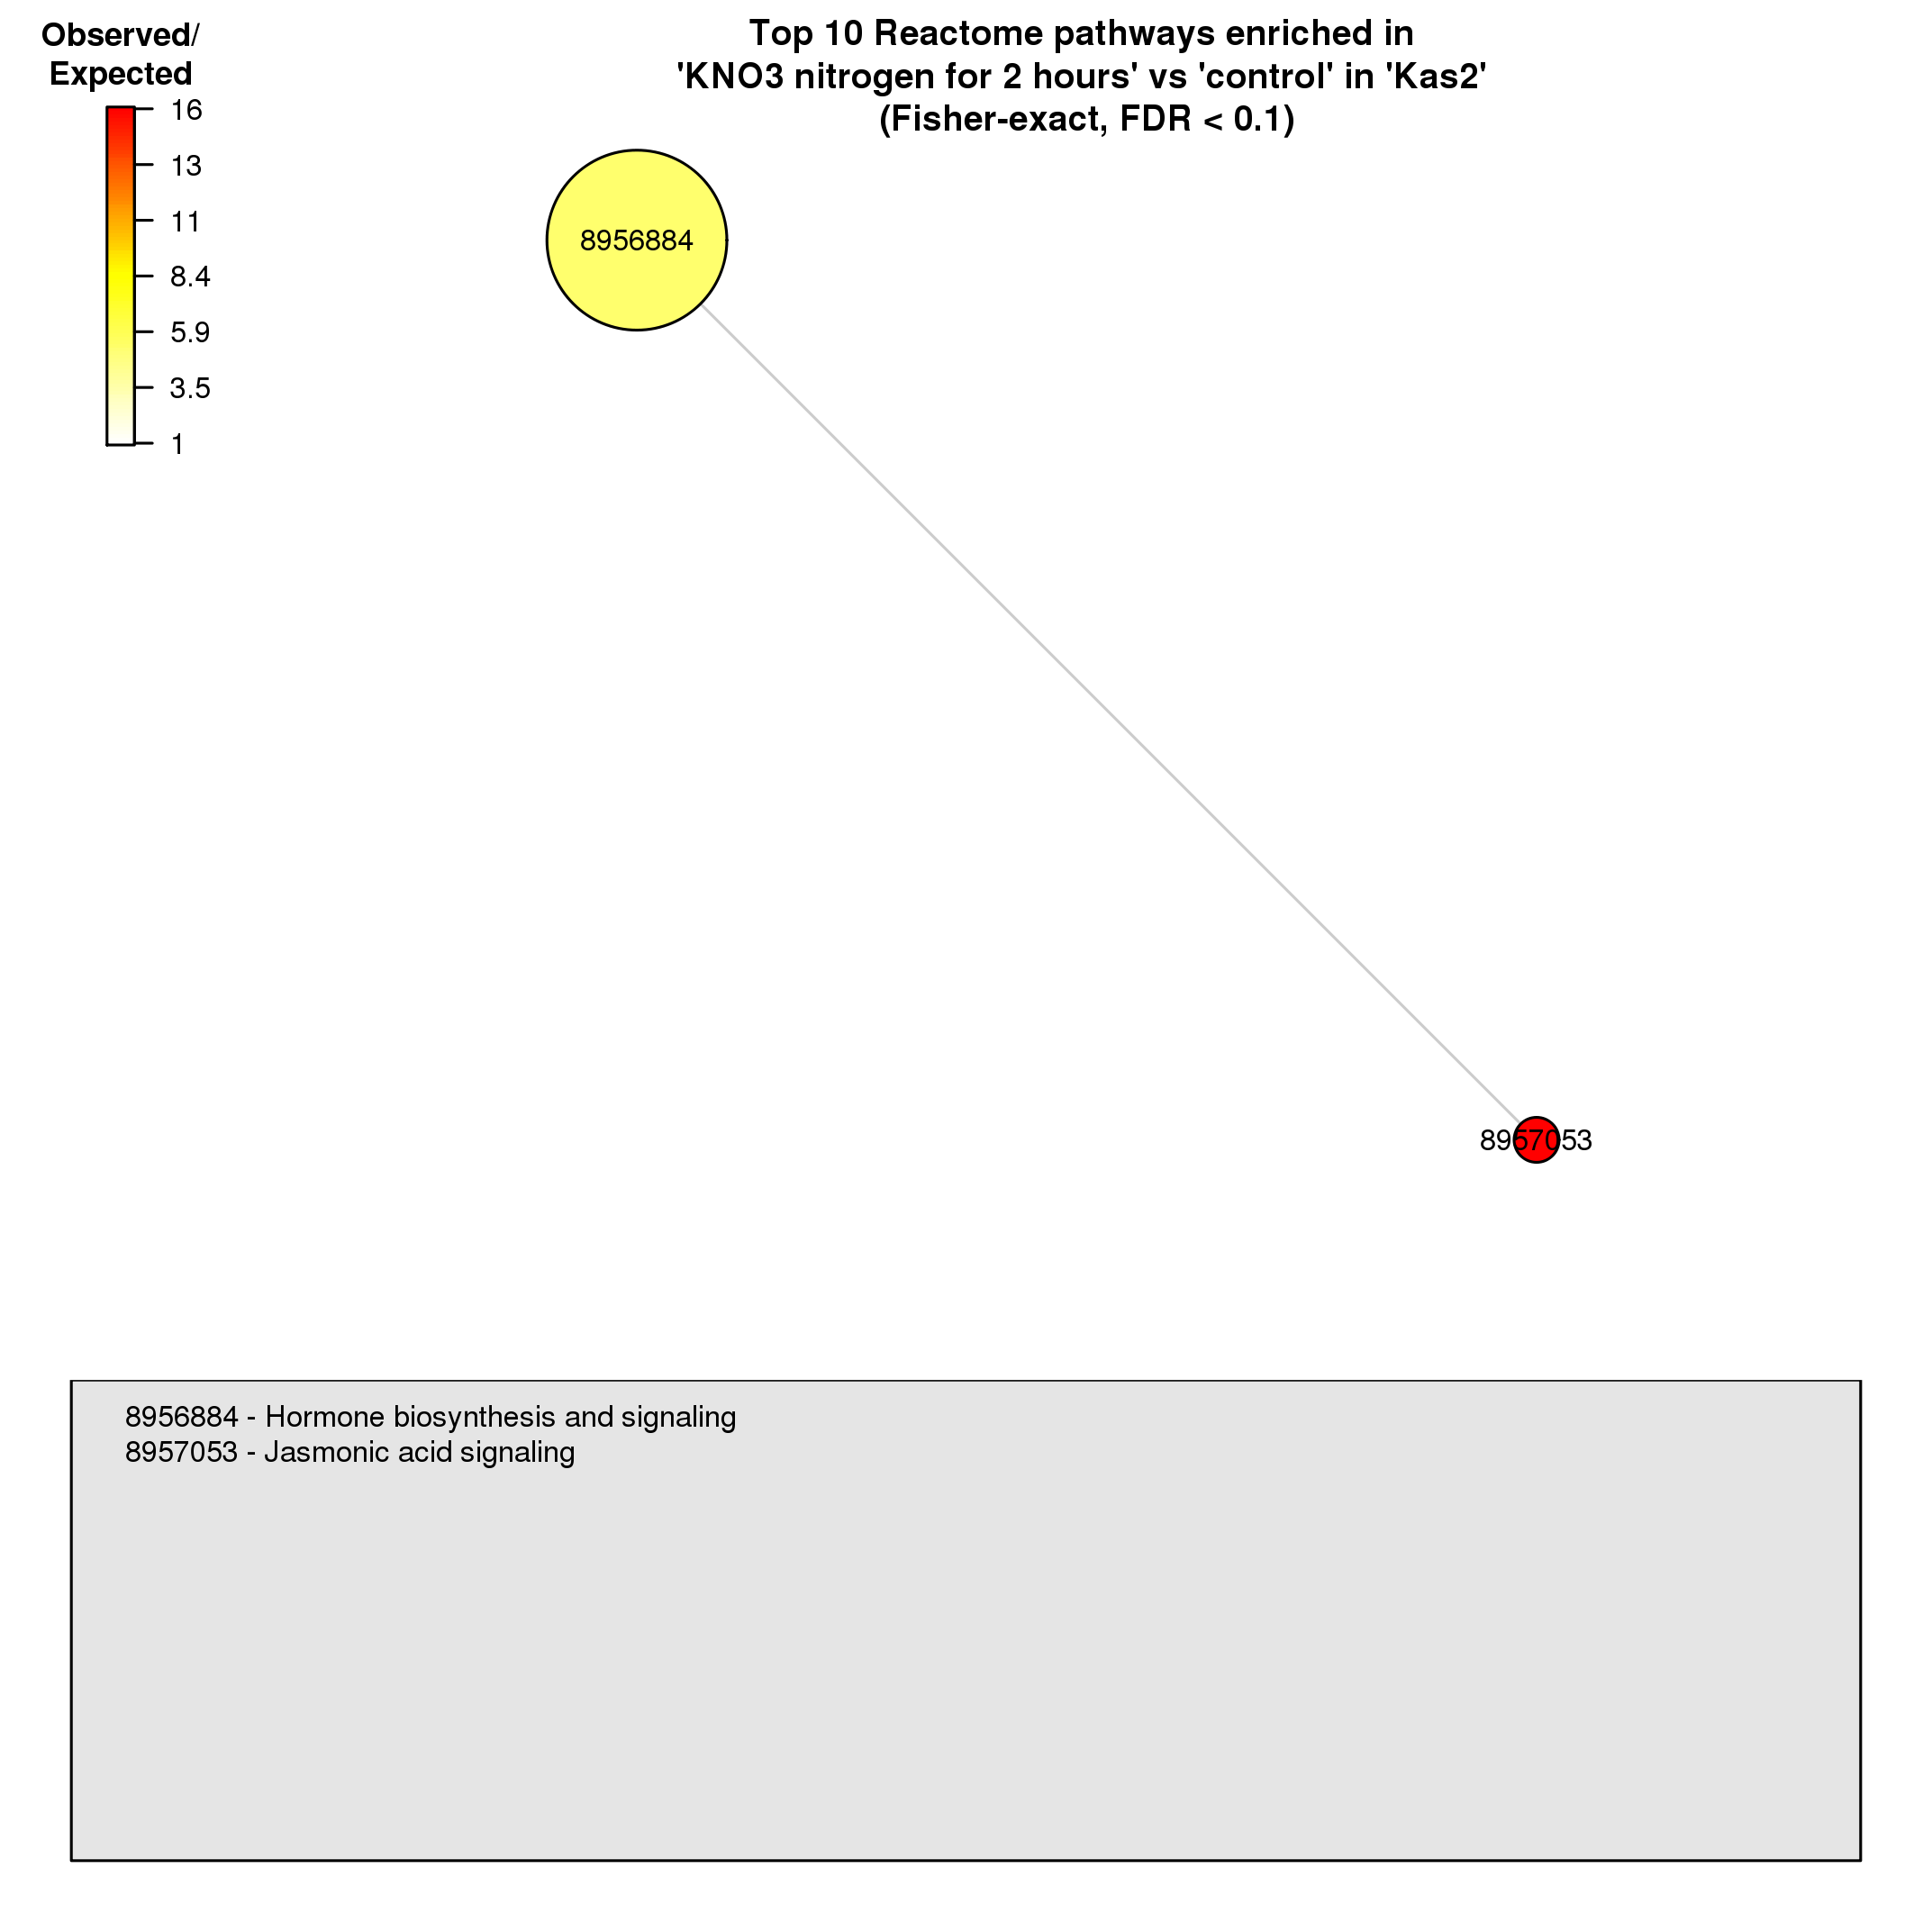 Observed/
Expected
16
13
11
8.4
5.9
3.5
1
Top 10 Reactome pathways enriched in
'KNO3 nitrogen for 2 hours' vs 'control' in 'Kas2'
(Fisher-exact, FDR < 0.1)
8956884
8957053
8956884 - Hormone biosynthesis and signaling
8957053 - Jasmonic acid signaling